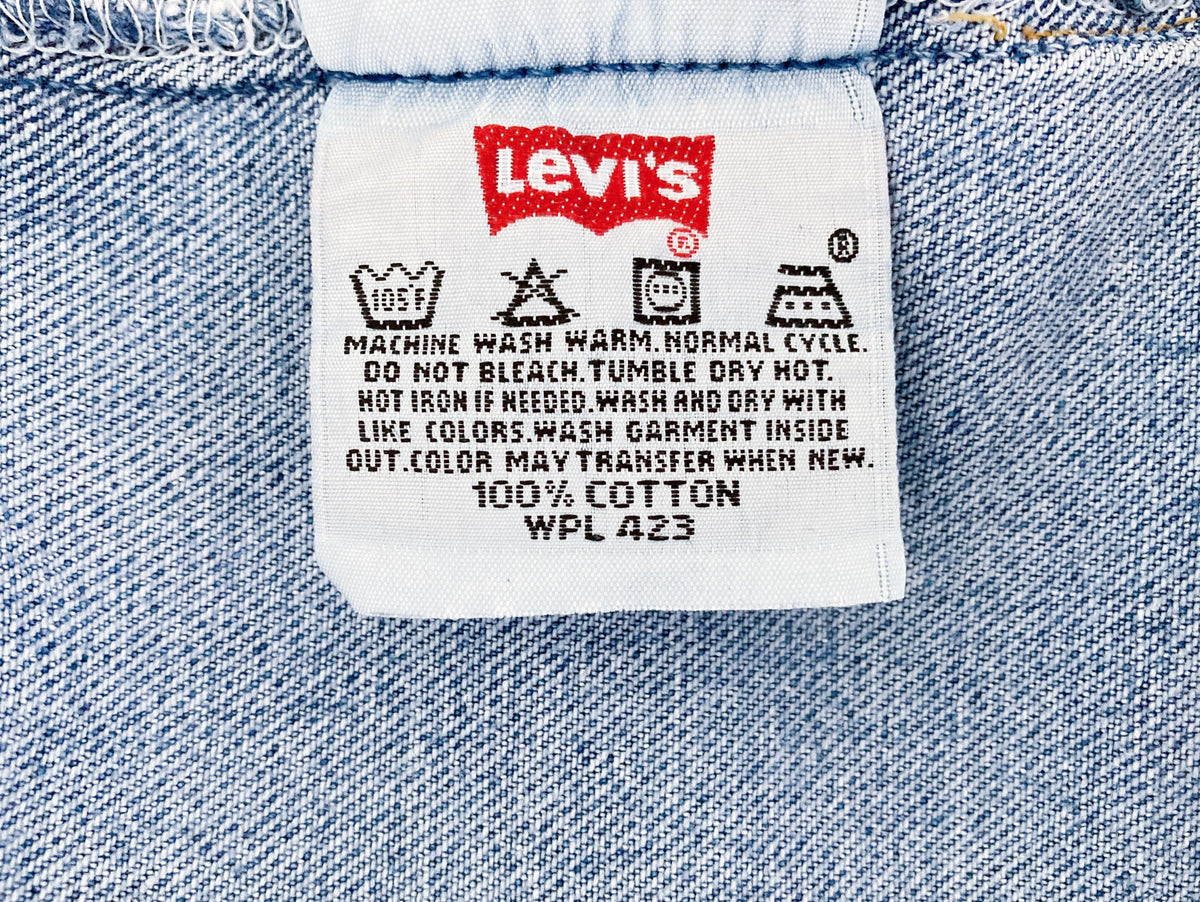 Levi's
®
®
105F
MACHINE WASH WARM. NORMAL CYCLE.
DO NOT BLEACH. TUMBLE DRY HOT.
HOT IRON IF NEEDED. WASH AND DRY WITH
LIKE COLORS. WASH GARMENT INSIDE
OUT. COLOR MAY TRANSFER WHEN NEW.
100% COTTON
WPL 423